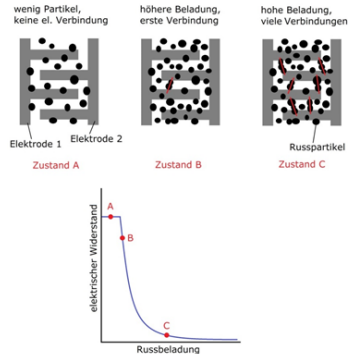 wenig Partikel,
keine el. Verbindung
höhere Beladung,
erste Verbindung
hohe Beladung,
viele Verbindungen
Elektrode 1
Elektrode 2
Russpartikel
Zustand A
Zustand B
Zustand C
elektrischer Widerstand
A
B
C
Russbeladung